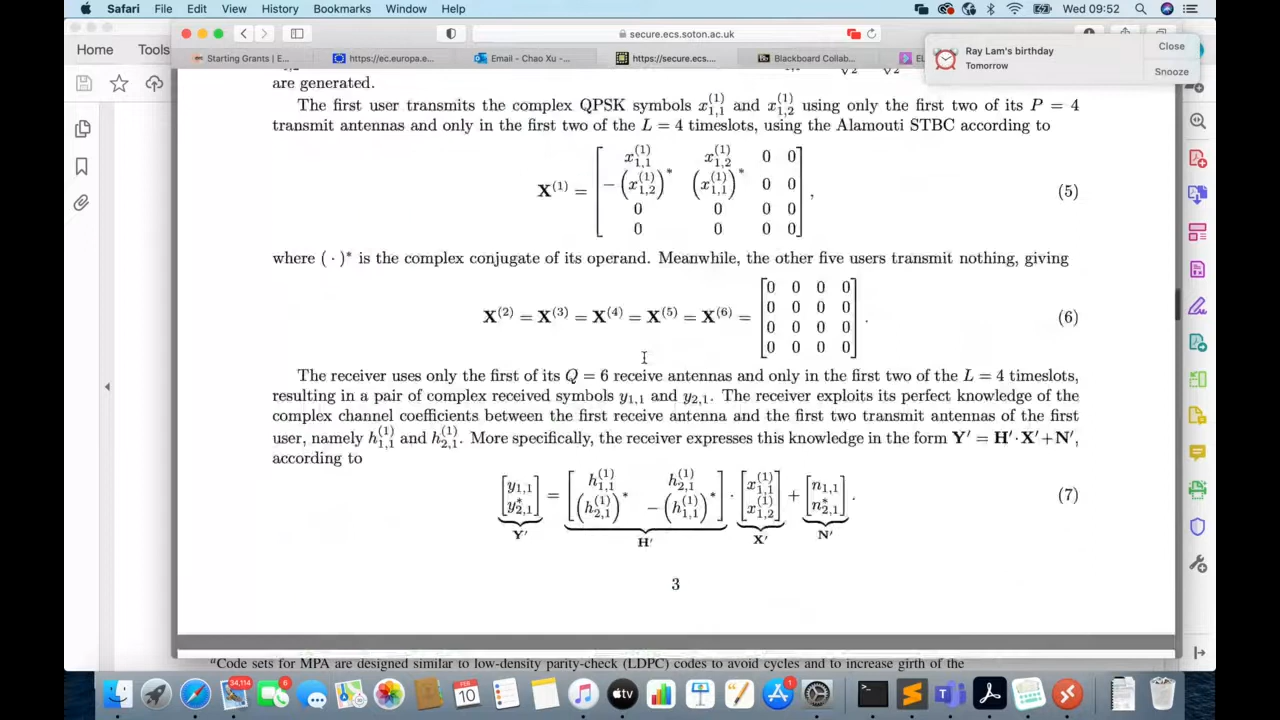 Safari File Edit View History Bookmarks Window Help Wed 09:52
Home Tools
secure.ecs.soton.ac.uk
Starting Grants | E... https://ec.europa.e... Email - Chao Xu -... https://secure.ecs.... Blackboard Collab...
Ray Lam's birthday
Tomorrow
Close
Snooze
are generated.
The first user transmits the complex QPSK symbols x_{1,1}^{(1)} and x_{1,2}^{(1)} using only the first two of its P = 4
transmit antennas and only in the first two of the L = 4 timeslots, using the Alamouti STBC according to
X^{(1)} = [ x_{1,1}^{(1)} x_{1,2}^{(1)} 0 0
−(x_{1,2}^{(1)})^* (x_{1,1}^{(1)})^* 0 0
0 0 0 0
0 0 0 0 ], (5)
where (·)^* is the complex conjugate of its operand. Meanwhile, the other five users transmit nothing, giving
X^{(2)} = X^{(3)} = X^{(4)} = X^{(5)} = X^{(6)} = [ 0 0 0 0
0 0 0 0
0 0 0 0
0 0 0 0 ]. (6)
The receiver uses only the first of its Q = 6 receive antennas and only in the first two of the L = 4 timeslots,
resulting in a pair of complex received symbols y_{1,1} and y_{2,1}. The receiver exploits its perfect knowledge of the
complex channel coefficients between the first receive antenna and the first two transmit antennas of the first
user, namely h_{1,1}^{(1)} and h_{2,1}^{(1)}. More specifically, the receiver expresses this knowledge in the form Y′ = H′·X′+N′,
according to
[ y_{1,1} ; y_{2,1}^* ] = [ h_{1,1}^{(1)} h_{2,1}^{(1)} ; (h_{2,1}^{(1)})^* −(h_{1,1}^{(1)})^* ] · [ x_{1,1}^{(1)} ; x_{1,2}^{(1)} ] + [ n_{1,1} ; n_{2,1}^* ]. (7)
Y′ H′ X′ N′
3
^a Code sets for MPA are designed similar to low-density parity-check (LDPC) codes to avoid cycles and to increase girth of the
34,114
6
FEB
10
tv
1